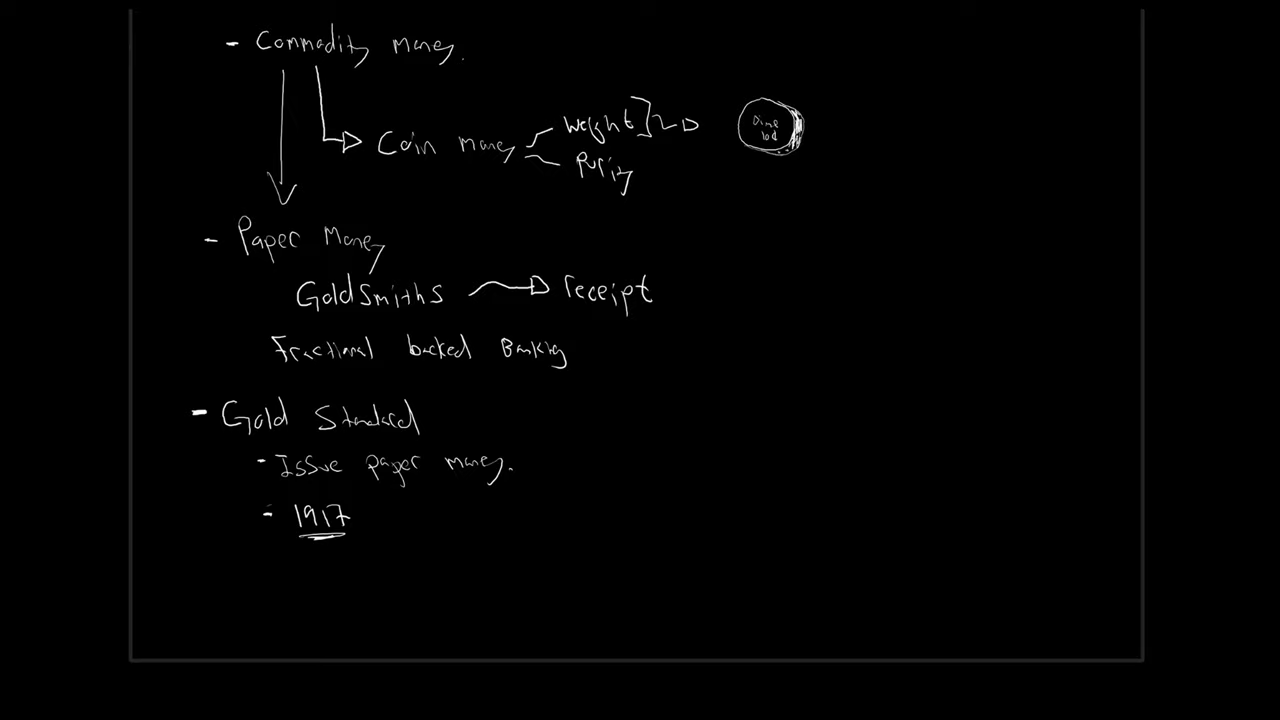 - Commodity money.
Coin money
Weight
Purity
Dime
- Paper Money
GoldSmiths receipt
Fractional backed Banking
- Gold Standard
- Issue paper money.
- 1917